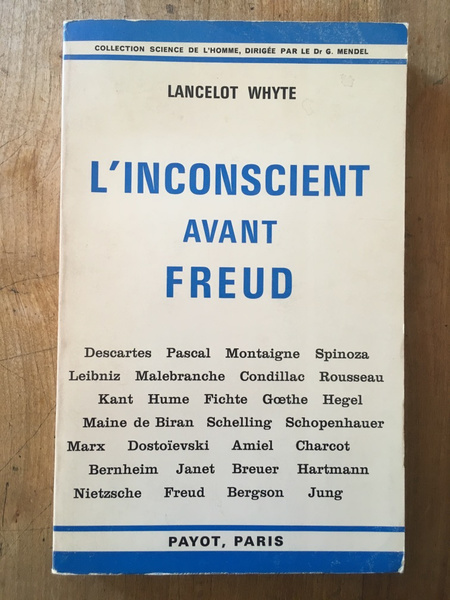 COLLECTION SCIENCE DE L'HOMME, DIRIGÉE PAR LE Dr G. MENDEL
LANCELOT WHYTE
L'INCONSCIENT
AVANT
FREUD
Descartes Pascal Montaigne Spinoza
Leibniz Malebranche Condillac Rousseau
Kant Hume Fichte Gœthe Hegel
Maine de Biran Schelling Schopenhauer
Marx Dostoïevski Amiel Charcot
Bernheim Janet Breuer Hartmann
Nietzsche Freud Bergson Jung
PAYOT, PARIS